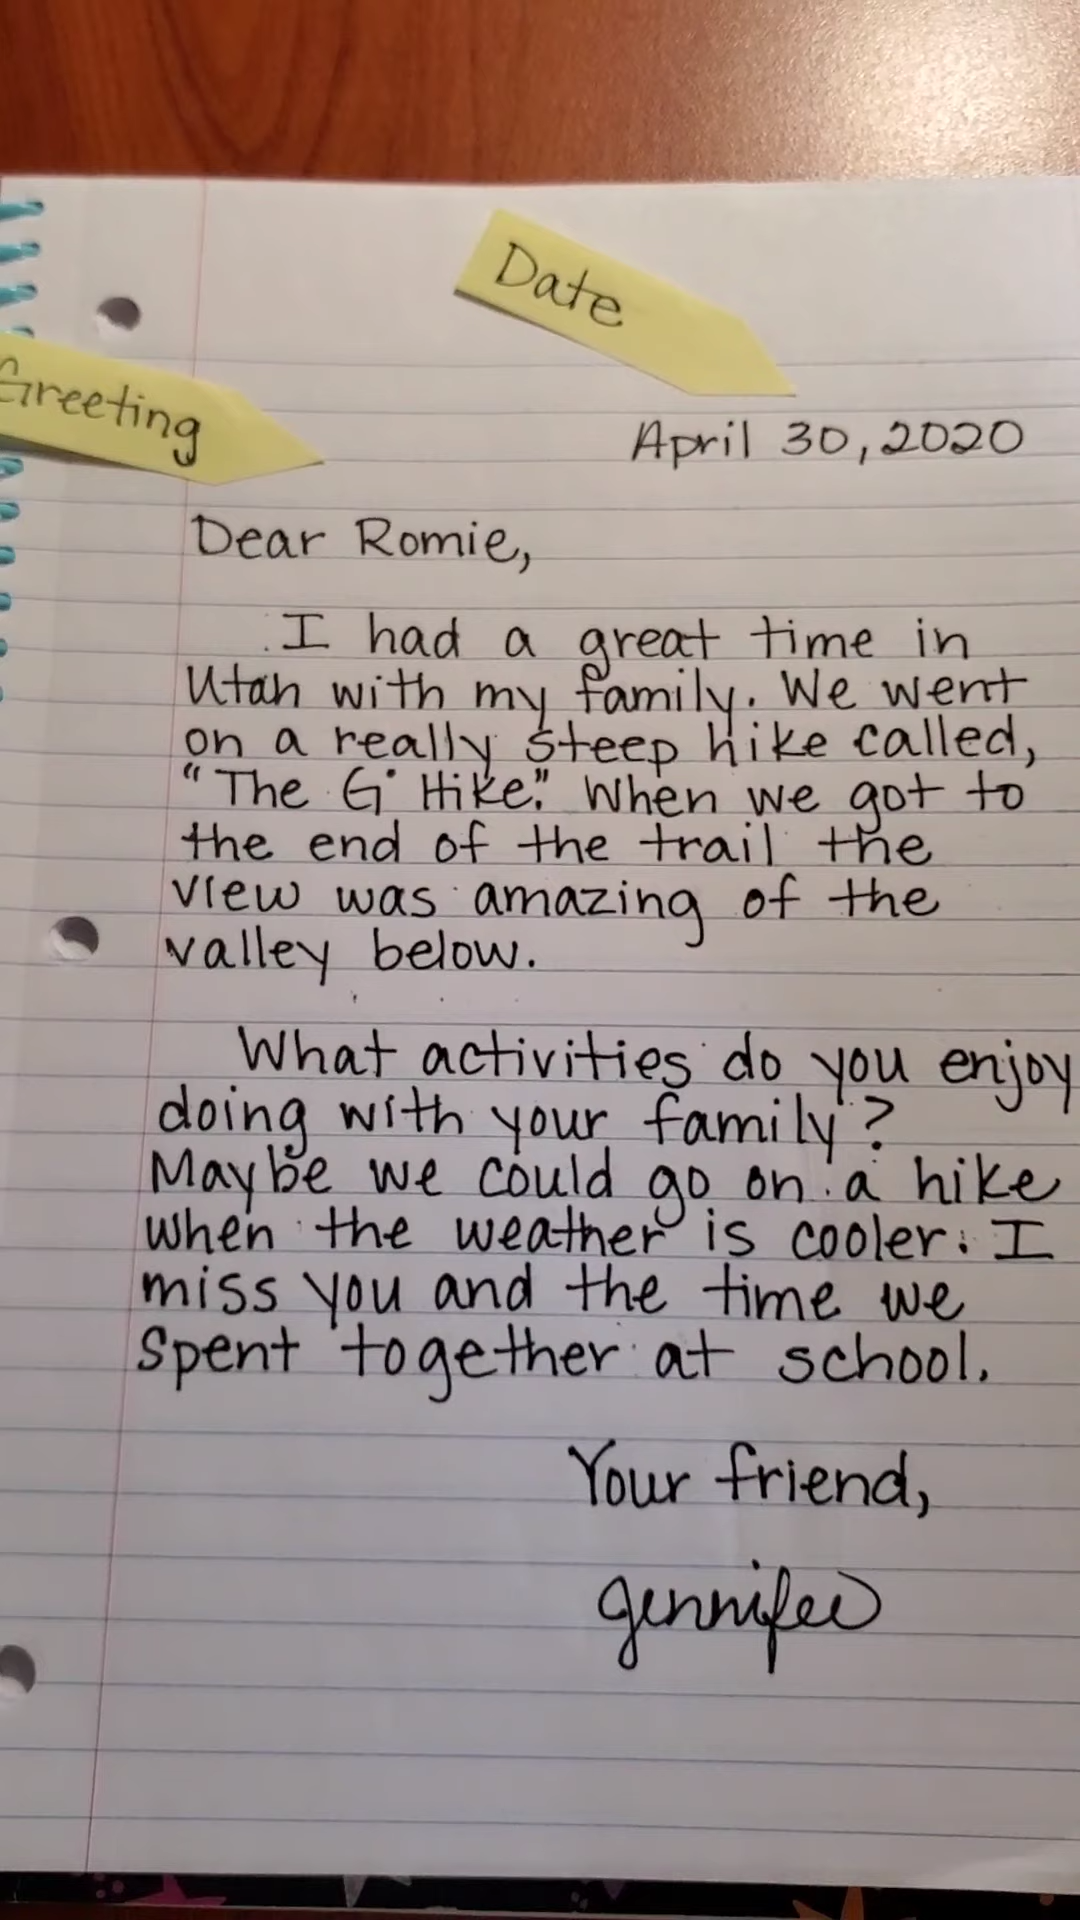 Date
Greeting
April 30, 2020
Dear Romie,
I had a great time in
Utah with my family. We went
on a really steep hike called,
"The G Hike." When we got to
the end of the trail the
view was amazing of the
valley below.
What activities do you enjoy
doing with your family?
Maybe we could go on a hike
when the weather is cooler. I
miss you and the time we
spent together at school.
Your friend,
Jennifer